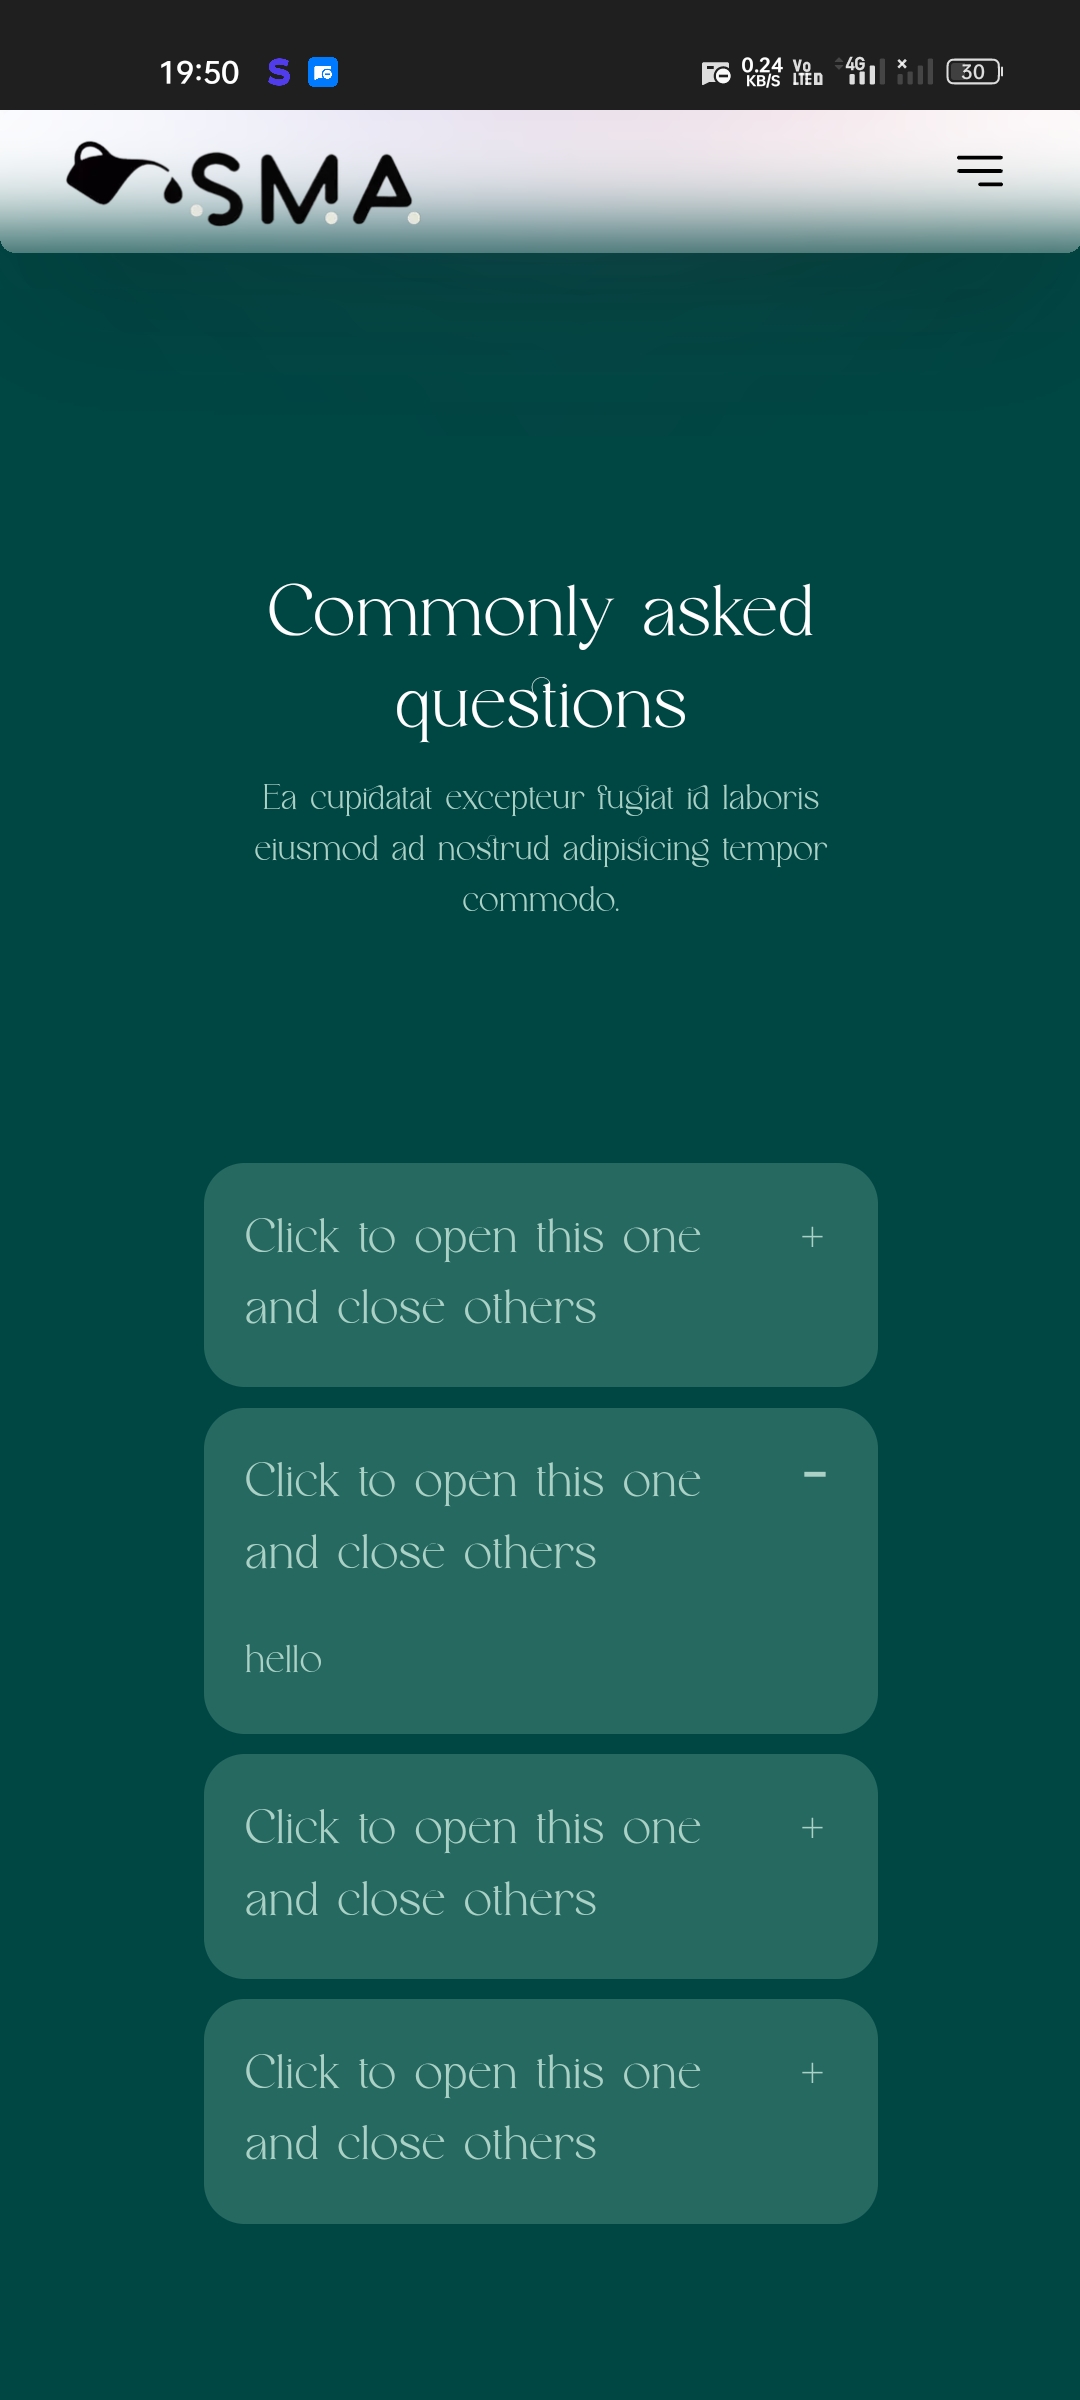 19:50
0.24
KB/S
Vo
LTE
4G
30
SMA
Commonly asked
questions
Ea cupidatat excepteur fugiat id laboris
eiusmod ad nostrud adipisicing tempor
commodo.
Click to open this one
and close others
+
Click to open this one
and close others
-
hello
Click to open this one
and close others
+
Click to open this one
and close others
+